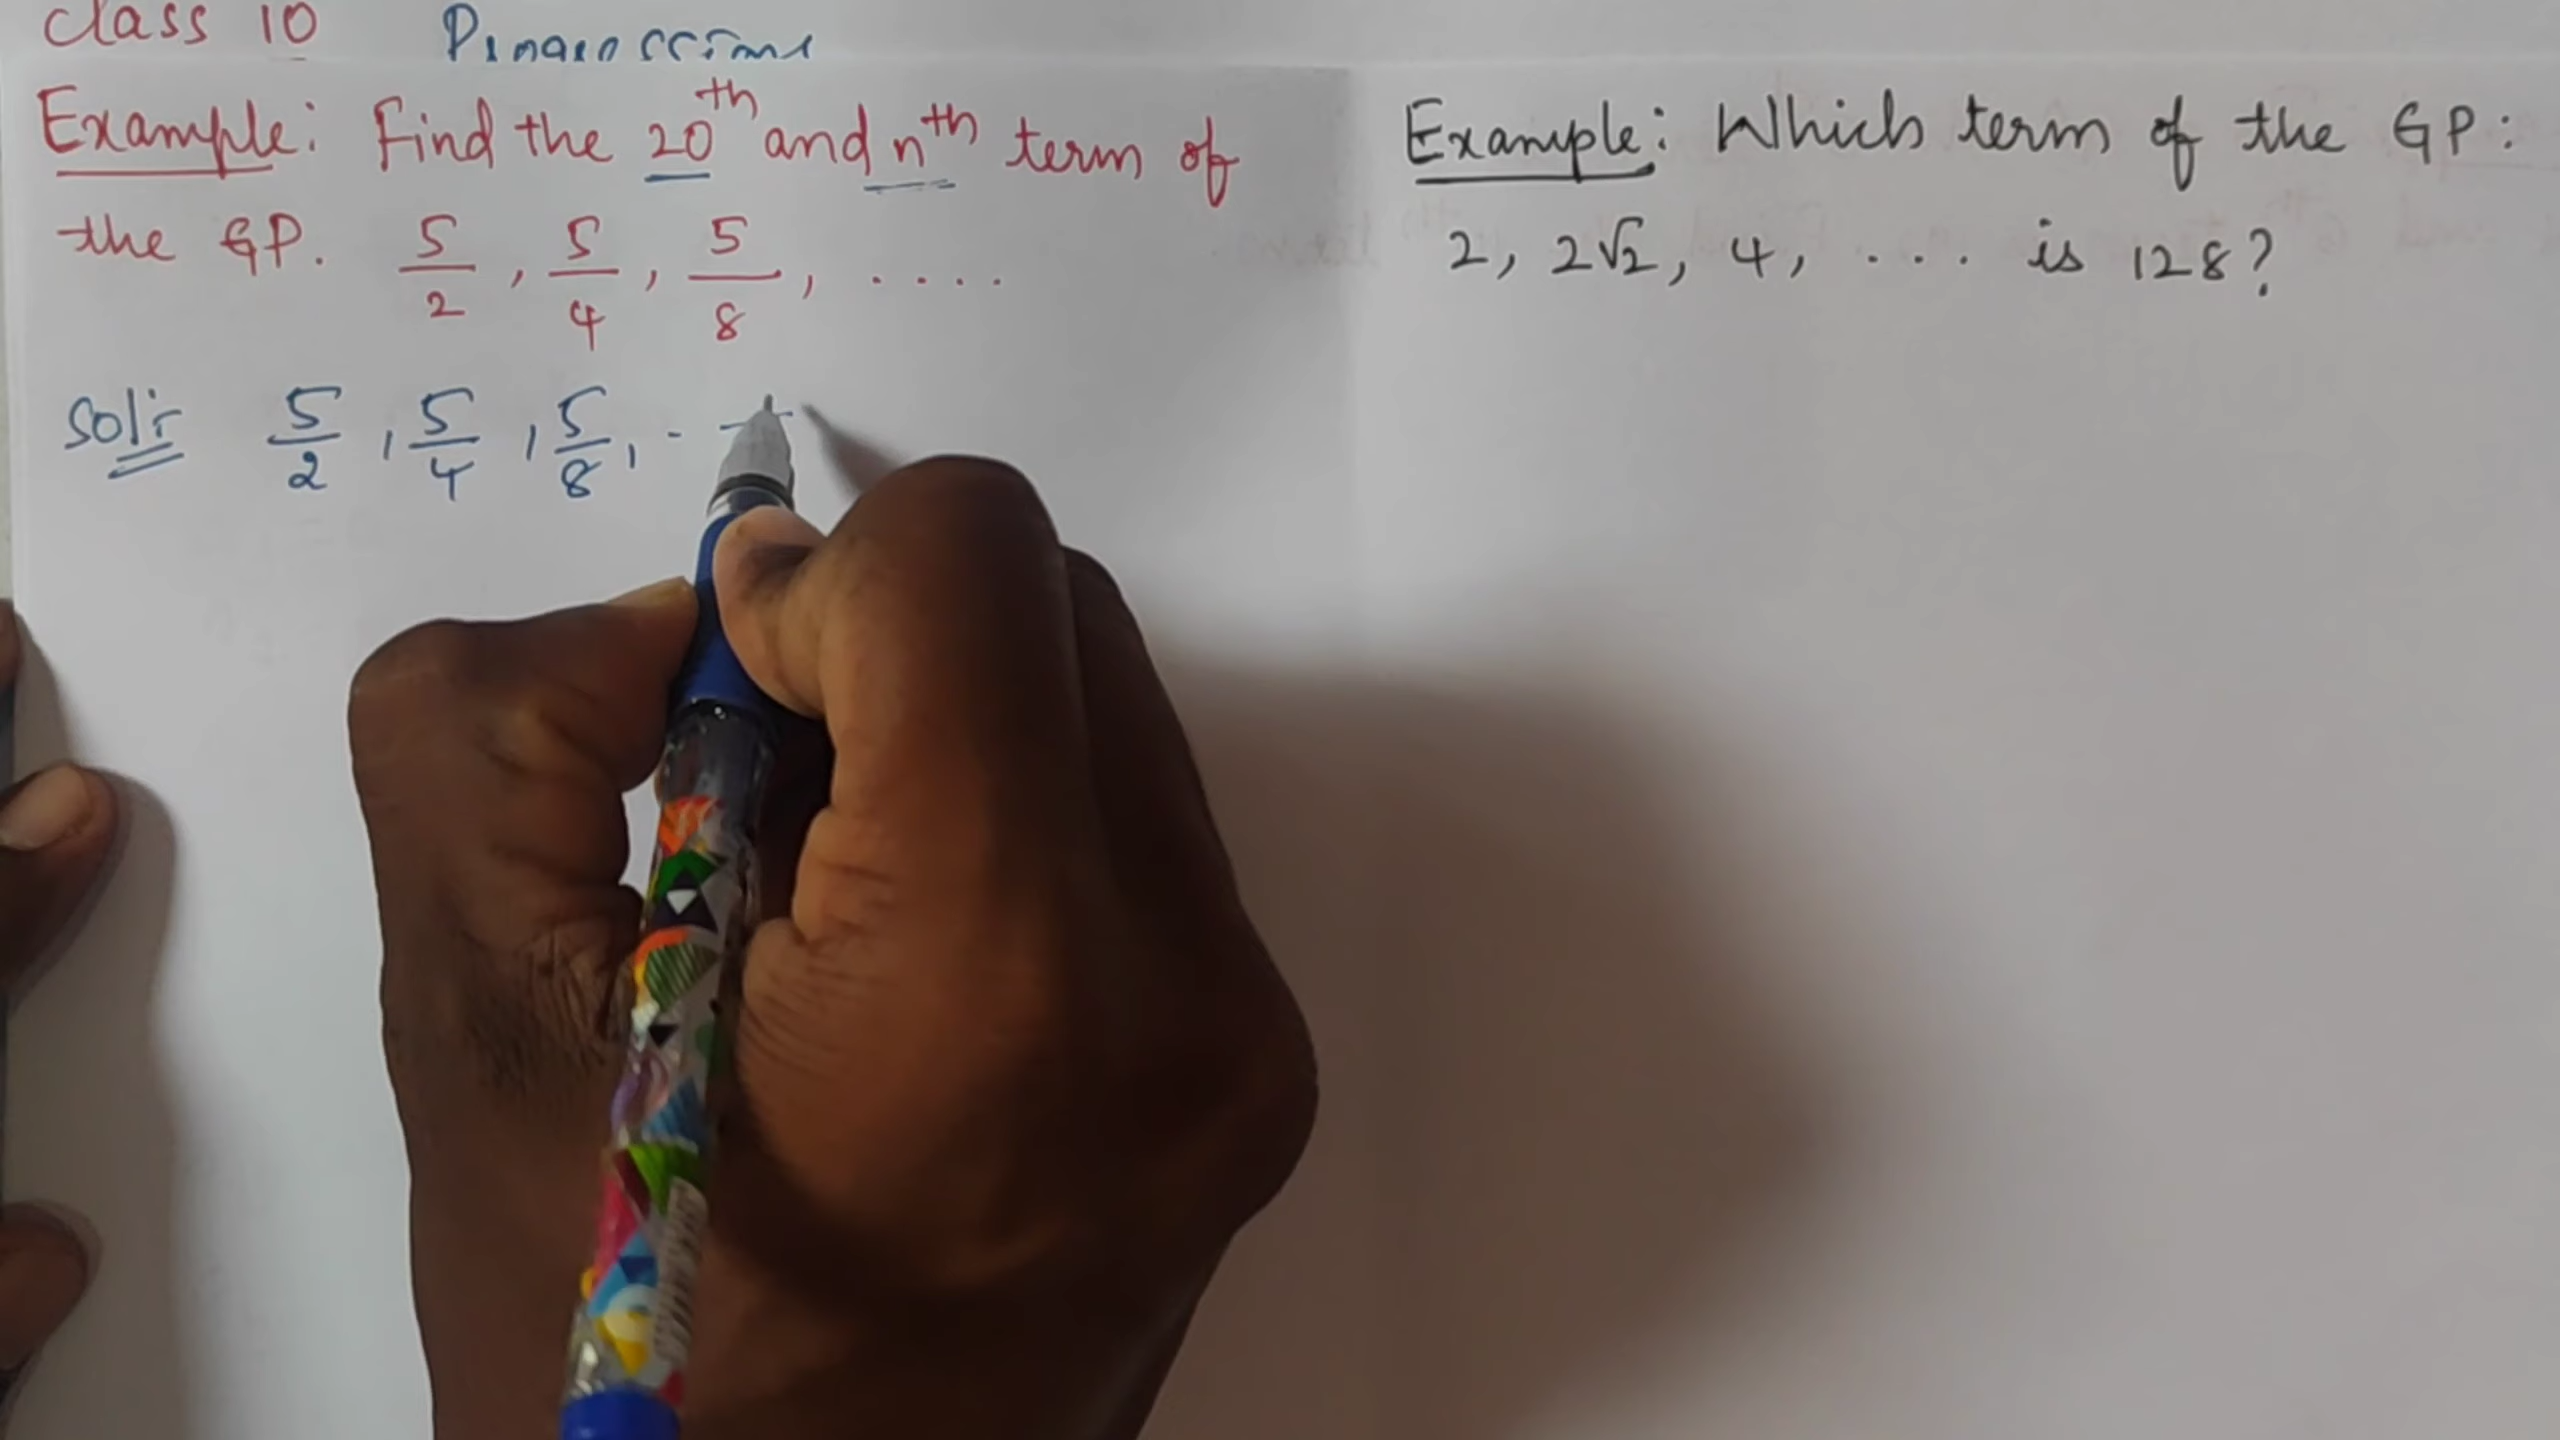 Class 10
Example: Find the 20th and nth term of
the GP. 5/2, 5/4, 5/8, ....
Sol:- 5/2, 5/4, 5/8, -
Example: Which term of the GP:
2, 2√2, 4, ... is 128?